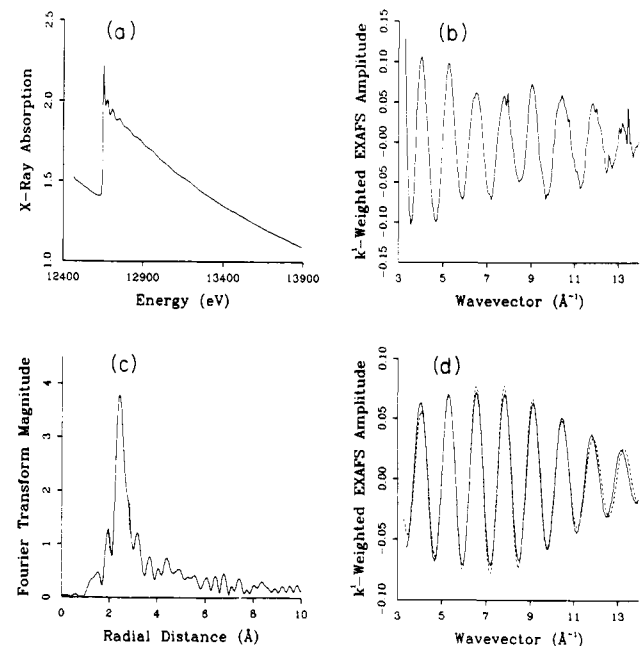 (a)
X-Ray Absorption
2.5
2.0
1.5
1.0
12400 12900 13400 13900
Energy (eV)
(b)
k¹-Weighted EXAFS Amplitude
0.15
0.10
0.05
-0.00
-0.05
-0.10
-0.15
3 5 7 9 11 13
Wavevector (Å⁻¹)
(c)
Fourier Transform Magnitude
4
3
2
1
0
0 2 4 6 8 10
Radial Distance (Å)
(d)
k¹-Weighted EXAFS Amplitude
0.10
0.05
-0.00
-0.05
-0.10
3 5 7 9 11 13
Wavevector (Å⁻¹)